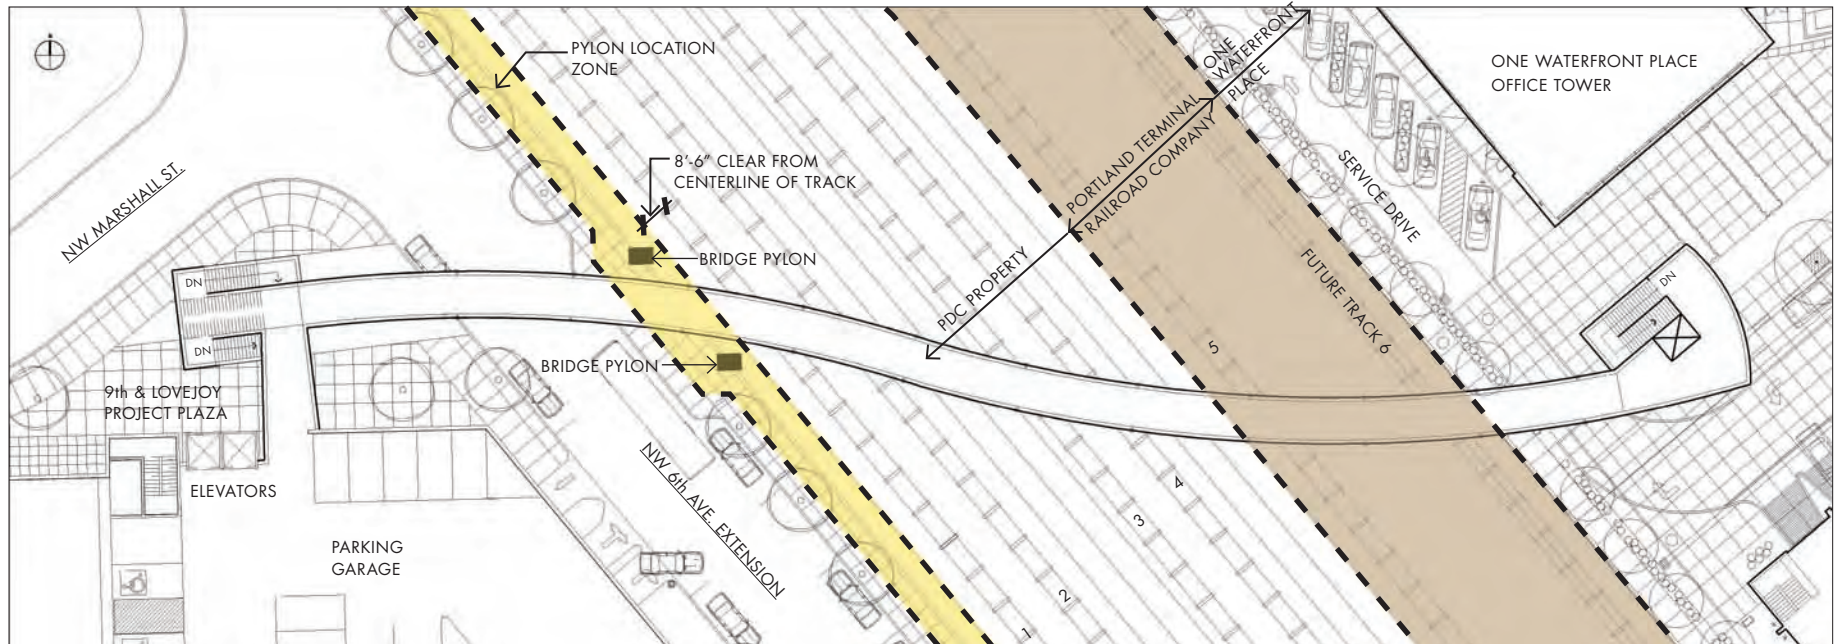 PYLON LOCATION
ZONE
ONE
WATERFRONT
PLACE
ONE WATERFRONT PLACE
OFFICE TOWER
8'-6" CLEAR FROM
CENTERLINE OF TRACK
PORTLAND TERMINAL
RAILROAD COMPANY
SERVICE DRIVE
NW MARSHALL ST.
BRIDGE PYLON
PDC PROPERTY
FUTURE TRACK 6
DN
DN
DN
BRIDGE PYLON
5
9th & LOVEJOY
PROJECT PLAZA
NW 6th AVE. EXTENSION
ELEVATORS
4
3
PARKING
GARAGE
2
1